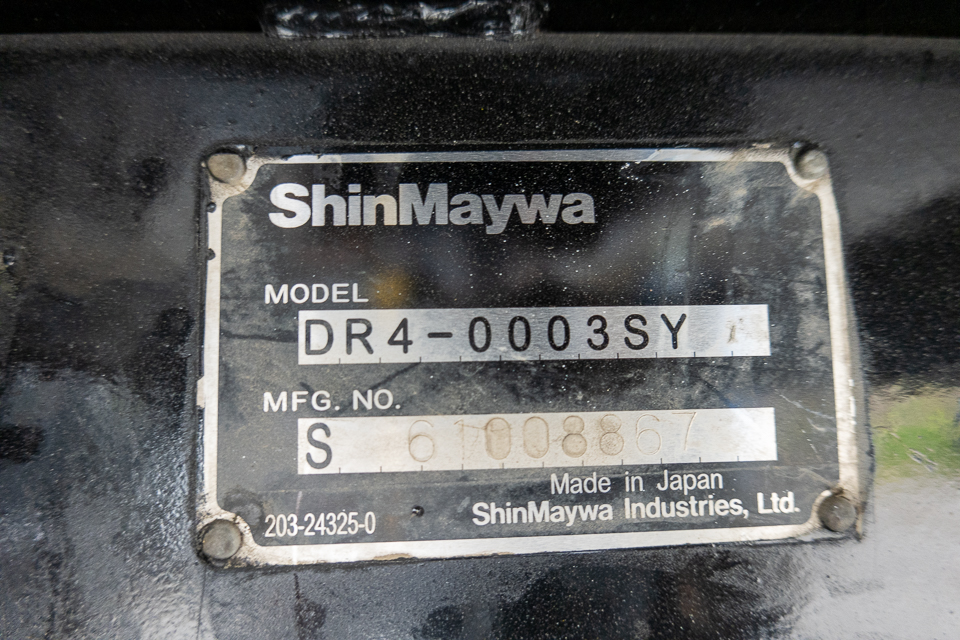 ShinMaywa
MODEL
DR4-0003SY
MFG. NO.
S 61008867
Made in Japan
203-24325-0 ShinMaywa Industries, Ltd.